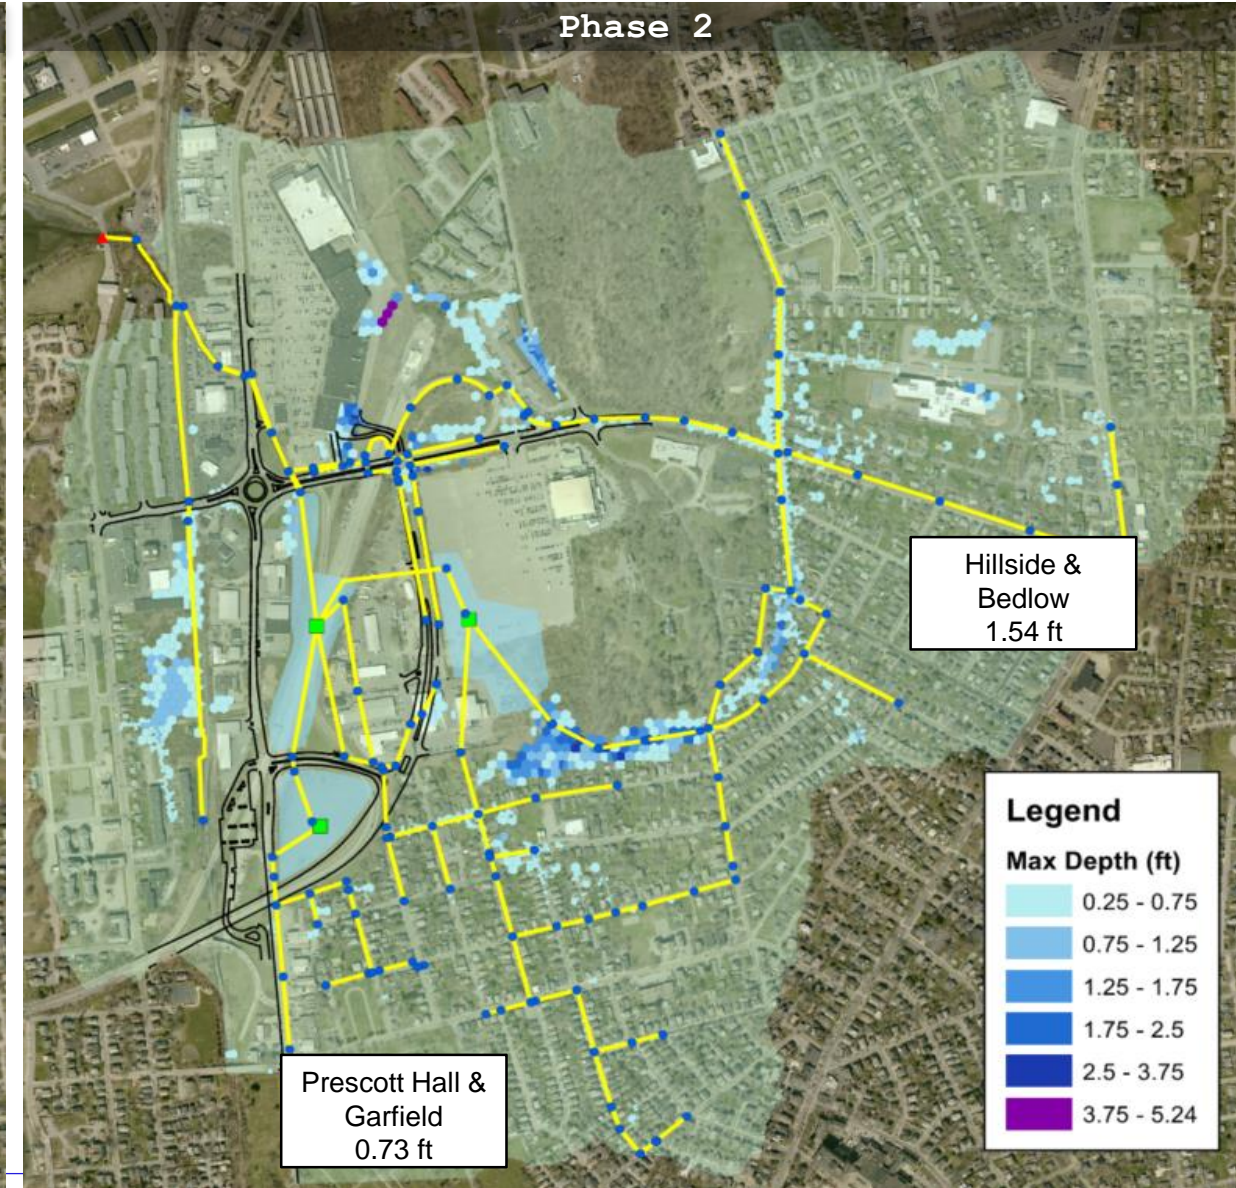 Phase 2
Hillside &
Bedlow
1.54 ft
Legend
Max Depth (ft)
0.25 - 0.75
0.75 - 1.25
1.25 - 1.75
1.75 - 2.5
2.5 - 3.75
3.75 - 5.24
Prescott Hall &
Garfield
0.73 ft